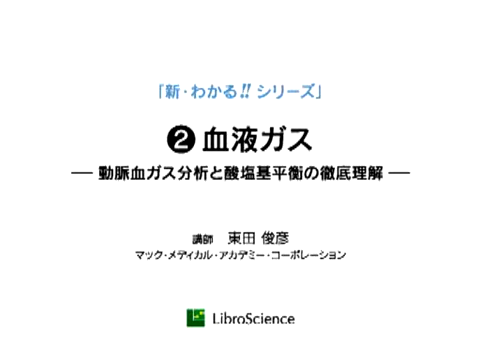 「新・わかる!!シリーズ」
❷ 血液ガス
― 動脈血ガス分析と酸塩基平衡の徹底理解 ―
講師 東田 俊彦
マック・メディカル・アカデミー・コーポレーション
LibroScience